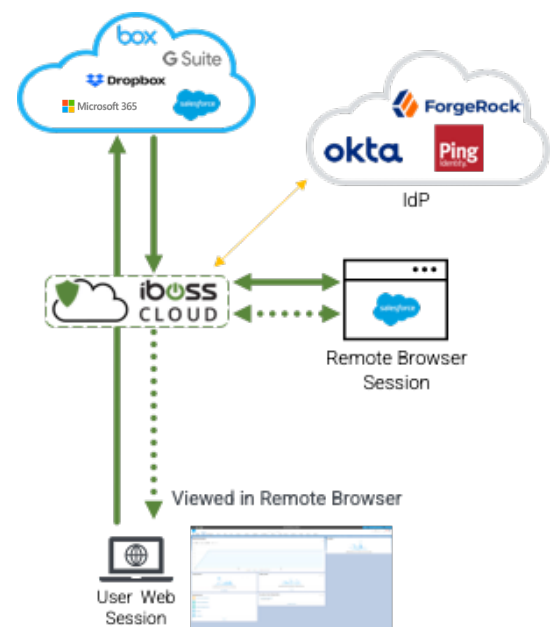 box
G Suite
Dropbox
Microsoft 365
salesforce
ForgeRock
okta
Ping
Identity
IdP
iboss
CLOUD
salesforce
Remote Browser
Session
Viewed in Remote Browser
User Web
Session